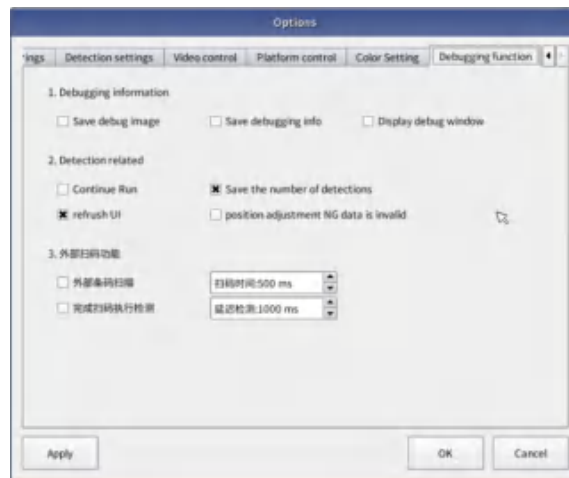 Options
ings Detection settings Video control Platform control Color Setting Debugging function
1. Debugging information
Save debug image Save debugging info Display debug window
2. Detection related
Continue Run Save the number of detections
refrush UI position adjustment NG data is invalid
3. 外部扫码功能
外部条码扫描 扫码时间:500 ms
完成扫码执行检测 延迟检测:1000 ms
Apply OK Cancel